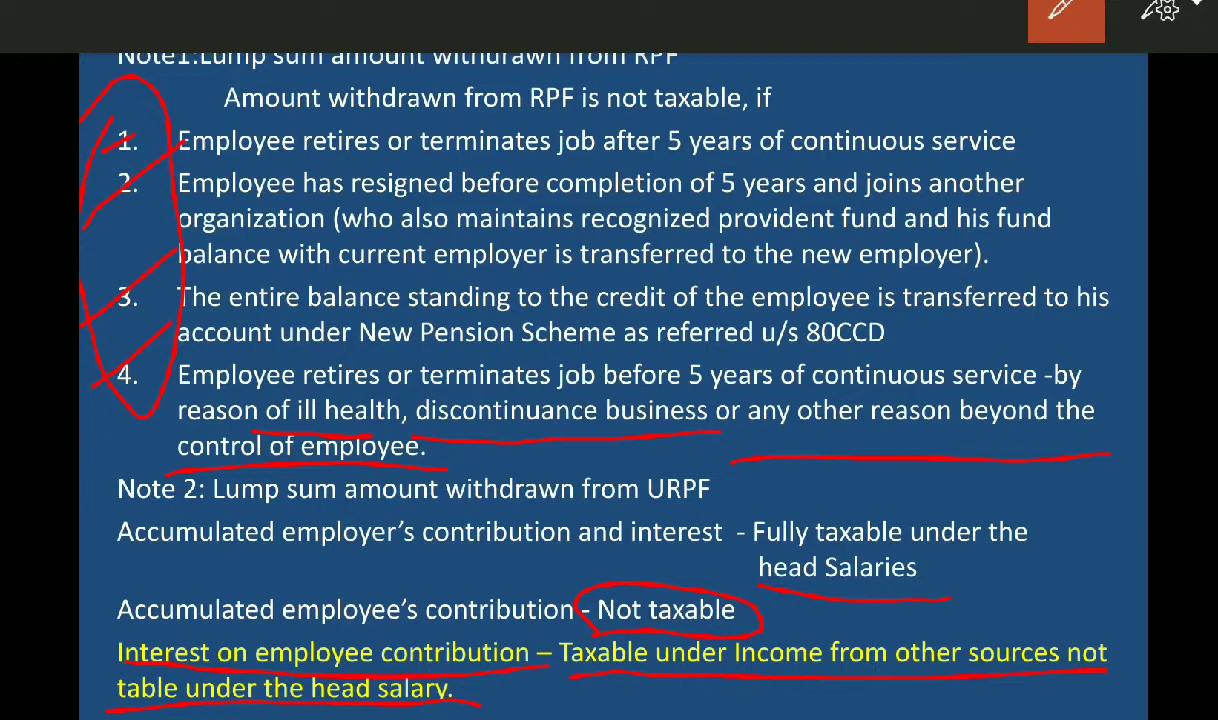 Note1:Lump sum amount withdrawn from RPF
Amount withdrawn from RPF is not taxable, if
1. Employee retires or terminates job after 5 years of continuous service
2. Employee has resigned before completion of 5 years and joins another
organization (who also maintains recognized provident fund and his fund
balance with current employer is transferred to the new employer).
3. The entire balance standing to the credit of the employee is transferred to his
account under New Pension Scheme as referred u/s 80CCD
4. Employee retires or terminates job before 5 years of continuous service -by
reason of ill health, discontinuance business or any other reason beyond the
control of employee.
Note 2: Lump sum amount withdrawn from URPF
Accumulated employer’s contribution and interest - Fully taxable under the
head Salaries
Accumulated employee’s contribution - Not taxable
Interest on employee contribution – Taxable under Income from other sources not
table under the head salary.